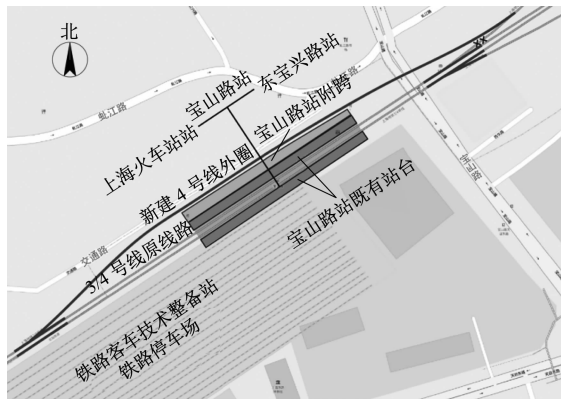 北
虬江路
宝山路站
东宝兴路站
上海火车站站
宝山路站附跨
新建 4 号线外圈
宝山路站既有站台
宝山路
交通路
3/4 号线原线路
铁路客车技术整备站
铁路停车场